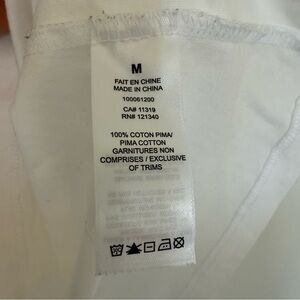 M
FAIT EN CHINE
MADE IN CHINA
100061200
CA# 11319
RN# 121340
100% COTON PIMA/
PIMA COTTON
GARNITURES NON
COMPRISES / EXCLUSIVE
OF TRIMS